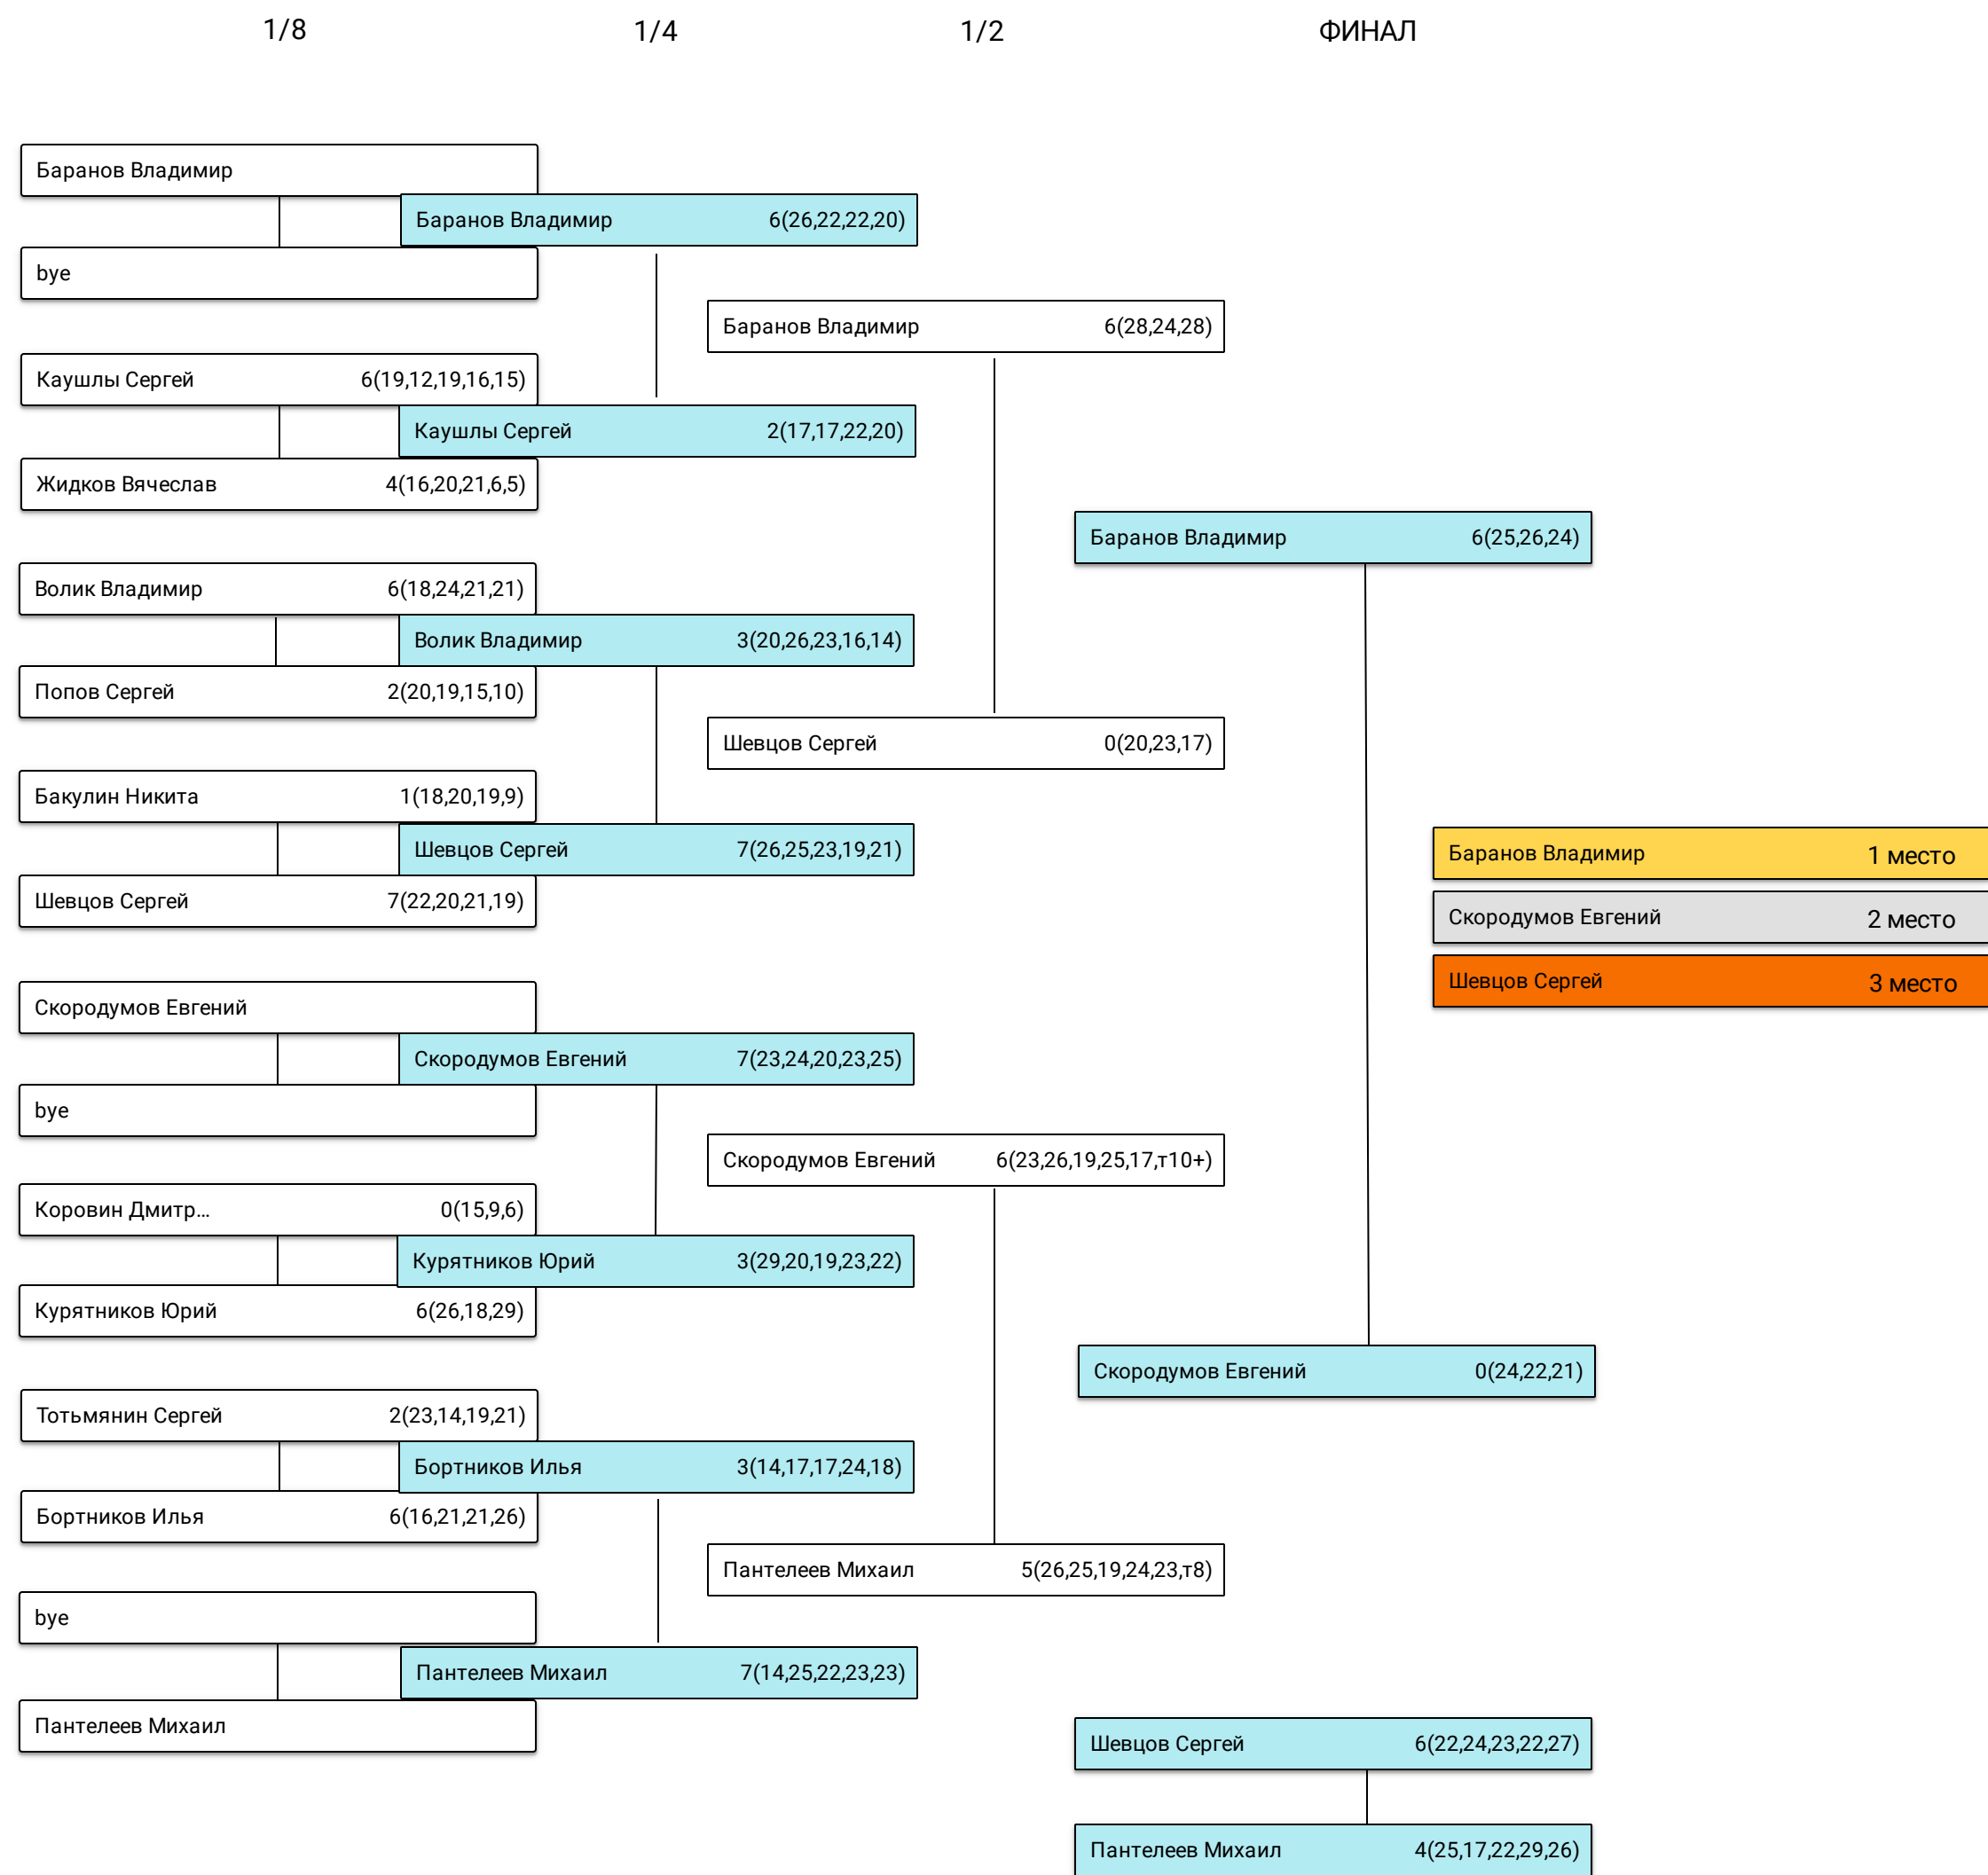 1/8 1/4 1/2 ФИНАЛ
Баранов Владимир
Баранов Владимир 6(26,22,22,20)
bye
Баранов Владимир 6(28,24,28)
Каушлы Сергей 6(19,12,19,16,15)
Каушлы Сергей 2(17,17,22,20)
Жидков Вячеслав 4(16,20,21,6,5)
Баранов Владимир 6(25,26,24)
Волик Владимир 6(18,24,21,21)
Волик Владимир 3(20,26,23,16,14)
Попов Сергей 2(20,19,15,10)
Шевцов Сергей 0(20,23,17)
Бакулин Никита 1(18,20,19,9)
Шевцов Сергей 7(26,25,23,19,21)
Баранов Владимир 1 место
Шевцов Сергей 7(22,20,21,19)
Скородумов Евгений 2 место
Шевцов Сергей 3 место
Скородумов Евгений
Скородумов Евгений 7(23,24,20,23,25)
bye
Скородумов Евгений 6(23,26,19,25,17,т10+)
Коровин Дмитр... 0(15,9,6)
Курятников Юрий 3(29,20,19,23,22)
Курятников Юрий 6(26,18,29)
Скородумов Евгений 0(24,22,21)
Тотьмянин Сергей 2(23,14,19,21)
Бортников Илья 3(14,17,17,24,18)
Бортников Илья 6(16,21,21,26)
Пантелеев Михаил 5(26,25,19,24,23,т8)
bye
Пантелеев Михаил 7(14,25,22,23,23)
Пантелеев Михаил
Шевцов Сергей 6(22,24,23,22,27)
Пантелеев Михаил 4(25,17,22,29,26)